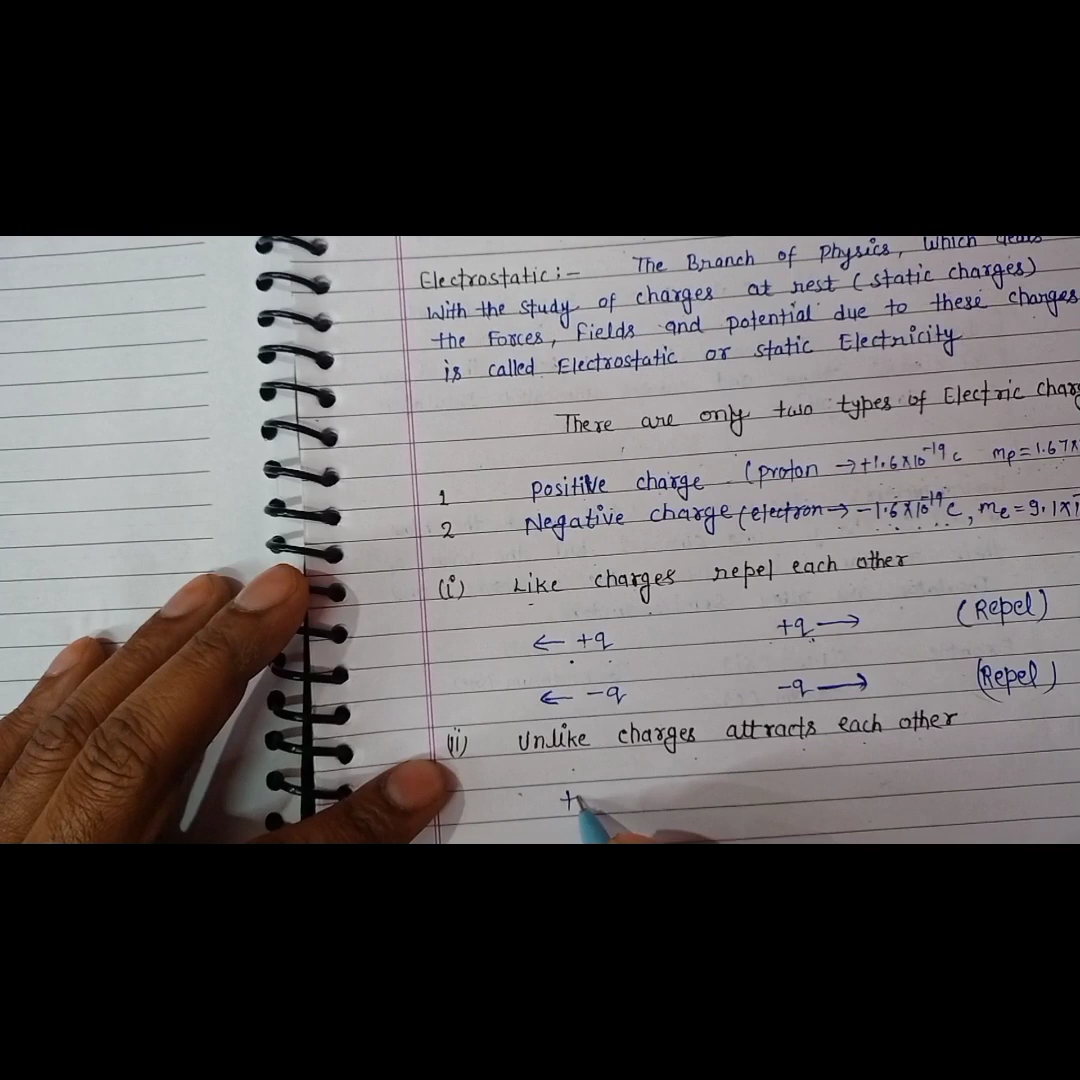 Electrostatic :- The Branch of Physics, which deals
With the study of charges at rest (static charges)
the Forces, Fields and potential due to these charges
is called Electrostatic or static Electricity
There are only two types of Electric
1 positive charge (proton → +1.6×10⁻¹⁹ C mp = 1.67×
2 Negative charge (electron → -1.6×10⁻¹⁹ C, me = 9.1×
(i) Like charges repel each other
← +q +q → (Repel)
← -q -q → (Repel)
(ii) Unlike charges attracts each other
+